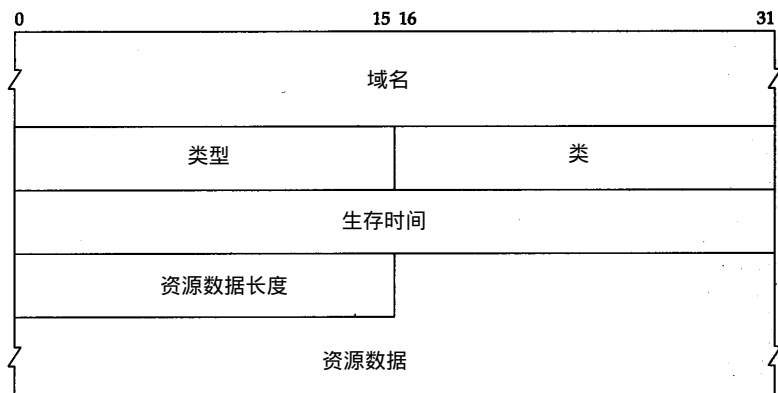 0 15 16 31
域名
类型 类
生存时间
资源数据长度
资源数据